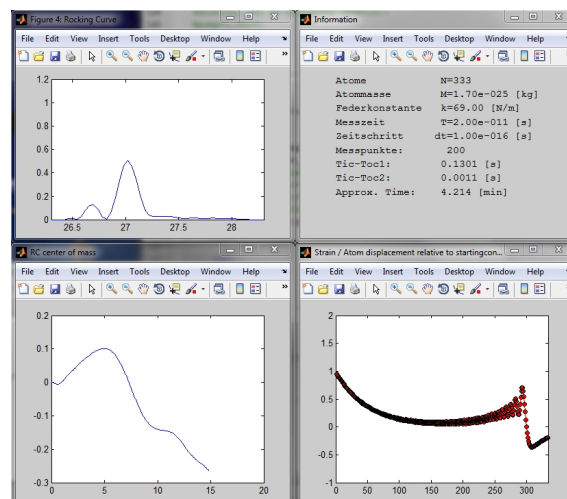 Figure 4: Rocking Curve
File Edit View Insert Tools Desktop Window Help
1.2
1
0.8
0.6
0.4
0.2
0
26.5 27 27.5 28
Information
File Edit View Insert Tools Desktop Window Help
Atome N=333
Atommasse M=1.70e-025 [kg]
Federkonstante k=69.00 [N/m]
Messzeit T=2.00e-011 [s]
Zeitschritt dt=1.00e-016 [s]
Messpunkte: 200
Tic-Toc1: 0.1301 [s]
Tic-Toc2: 0.0011 [s]
Approx. Time: 4.214 [min]
RC center of mass
File Edit View Insert Tools Desktop Window Help
0.2
0.1
0
-0.1
-0.2
-0.3
0 5 10 15 20
Strain / Atom displacement relative to startingcon...
File Edit View Insert Tools Desktop Window Help
2
1.5
1
0.5
0
-0.5
-1
0 50 100 150 200 250 300